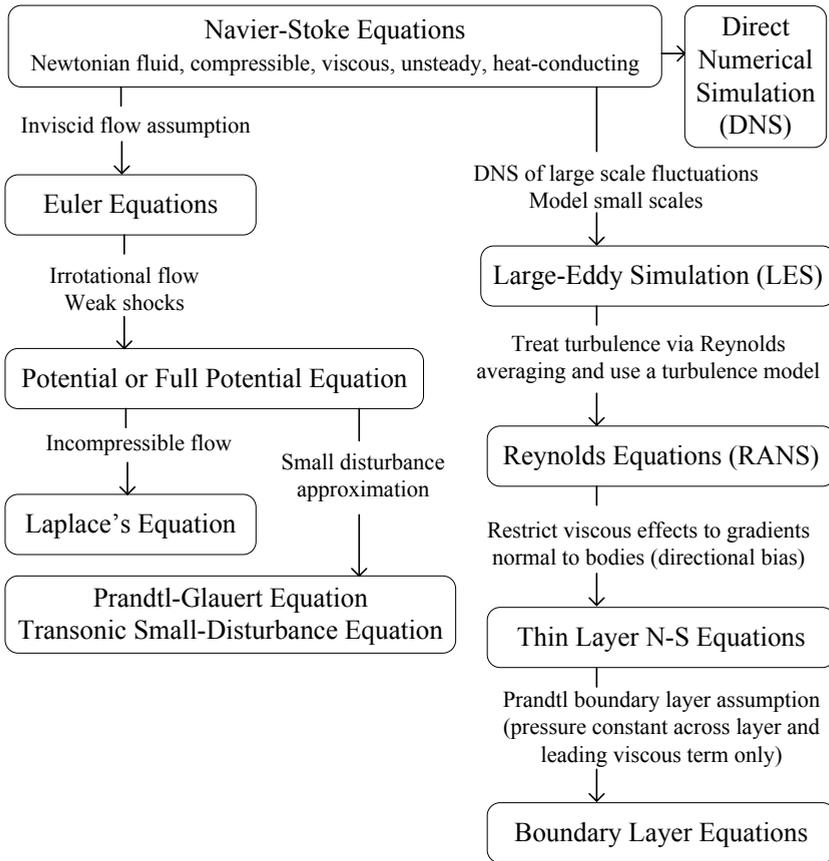 Navier-Stoke Equations
Newtonian fluid, compressible, viscous, unsteady, heat-conducting
Direct
Numerical
Simulation
(DNS)
Inviscid flow assumption
Euler Equations
Irrotational flow
Weak shocks
Potential or Full Potential Equation
Incompressible flow
Laplace’s Equation
Small disturbance
approximation
Prandtl-Glauert Equation
Transonic Small-Disturbance Equation
DNS of large scale fluctuations
Model small scales
Large-Eddy Simulation (LES)
Treat turbulence via Reynolds
averaging and use a turbulence model
Reynolds Equations (RANS)
Restrict viscous effects to gradients
normal to bodies (directional bias)
Thin Layer N-S Equations
Prandtl boundary layer assumption
(pressure constant across layer and
leading viscous term only)
Boundary Layer Equations